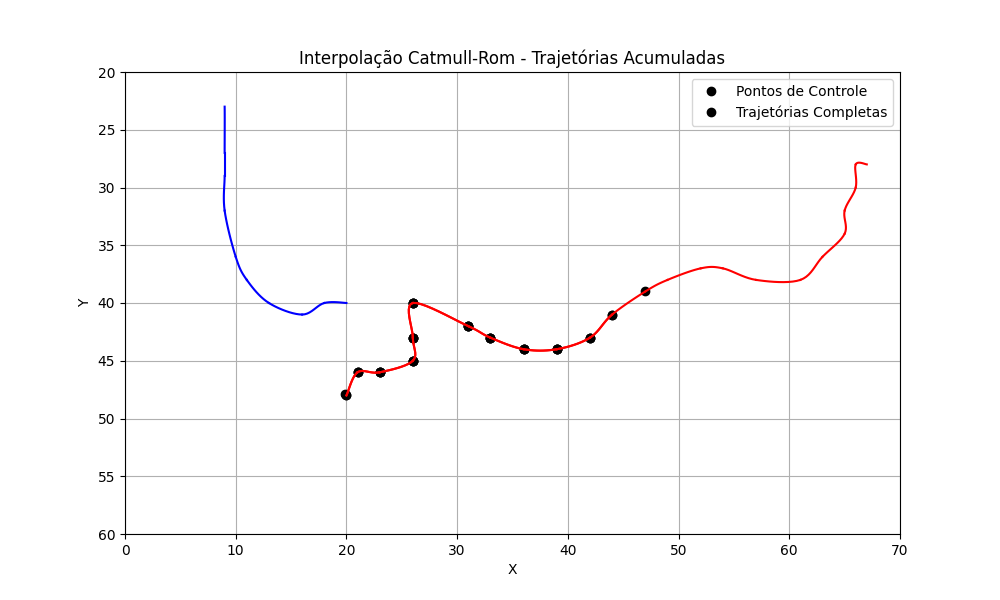 Interpolação Catmull-Rom - Trajetórias Acumuladas
Pontos de Controle
Trajetórias Completas
Y
20
25
30
35
40
45
50
55
60
0 10 20 30 40 50 60 70
X